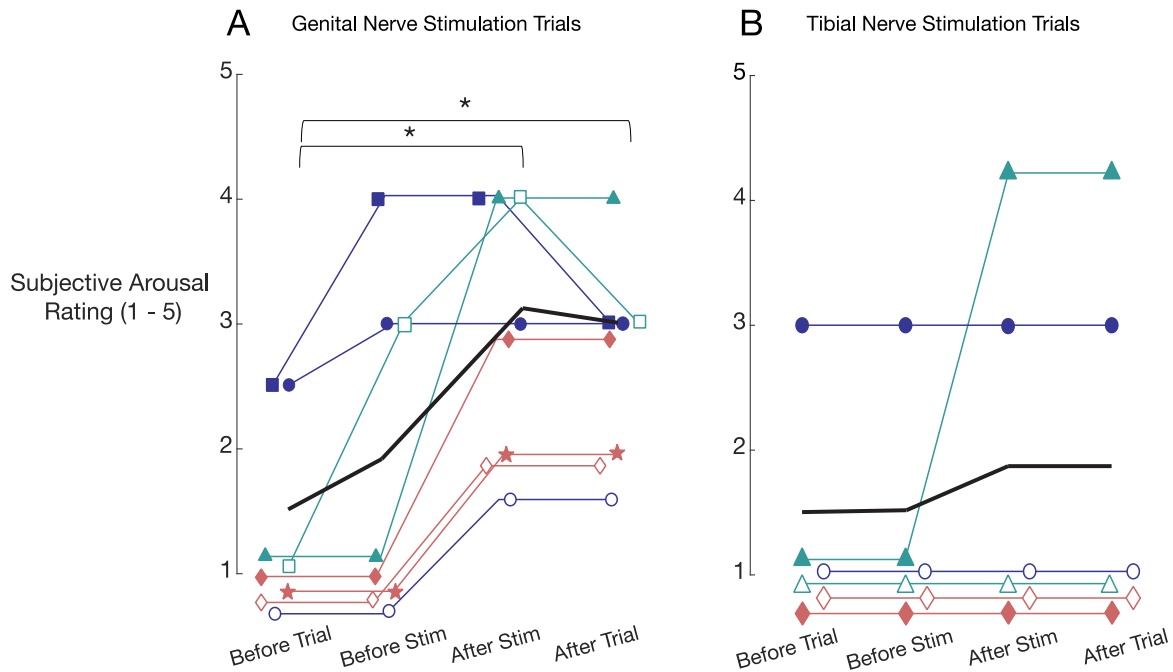 A Genital Nerve Stimulation Trials
B Tibial Nerve Stimulation Trials
5
*
*
4
Subjective Arousal
Rating (1 - 5)
3
2
1
Before Trial
Before Stim
After Stim
After Trial
5
4
3
2
1
Before Trial
Before Stim
After Stim
After Trial